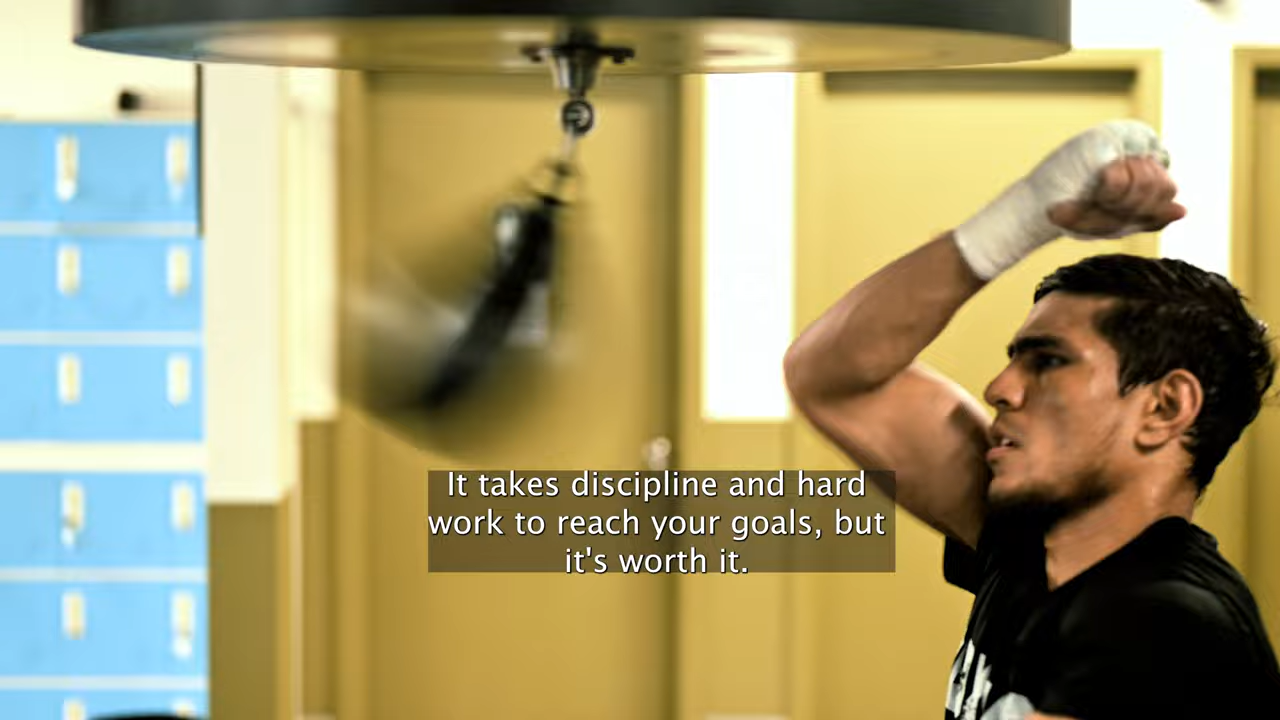 It takes discipline and hard
work to reach your goals, but
it's worth it.